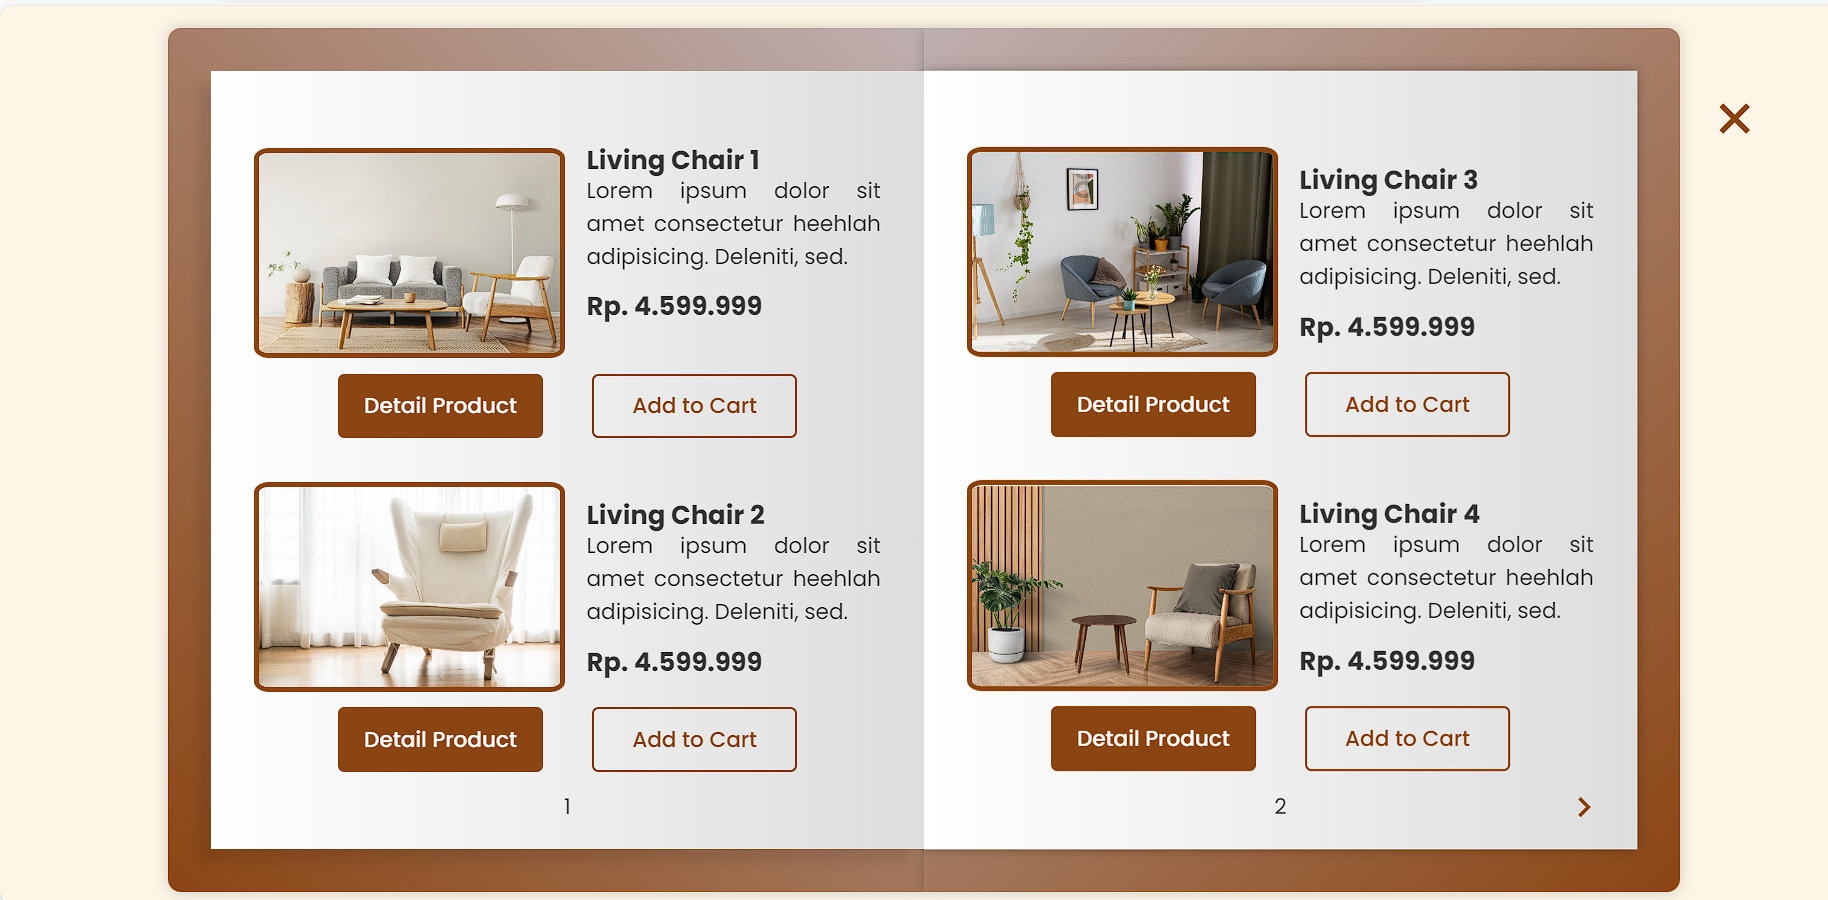 Living Chair 1
Lorem ipsum dolor sit
amet consectetur heehlah
adipisicing. Deleniti, sed.
Rp. 4.599.999
Detail Product
Add to Cart
Living Chair 2
Lorem ipsum dolor sit
amet consectetur heehlah
adipisicing. Deleniti, sed.
Rp. 4.599.999
Detail Product
Add to Cart
1
Living Chair 3
Lorem ipsum dolor sit
amet consectetur heehlah
adipisicing. Deleniti, sed.
Rp. 4.599.999
Detail Product
Add to Cart
Living Chair 4
Lorem ipsum dolor sit
amet consectetur heehlah
adipisicing. Deleniti, sed.
Rp. 4.599.999
Detail Product
Add to Cart
2